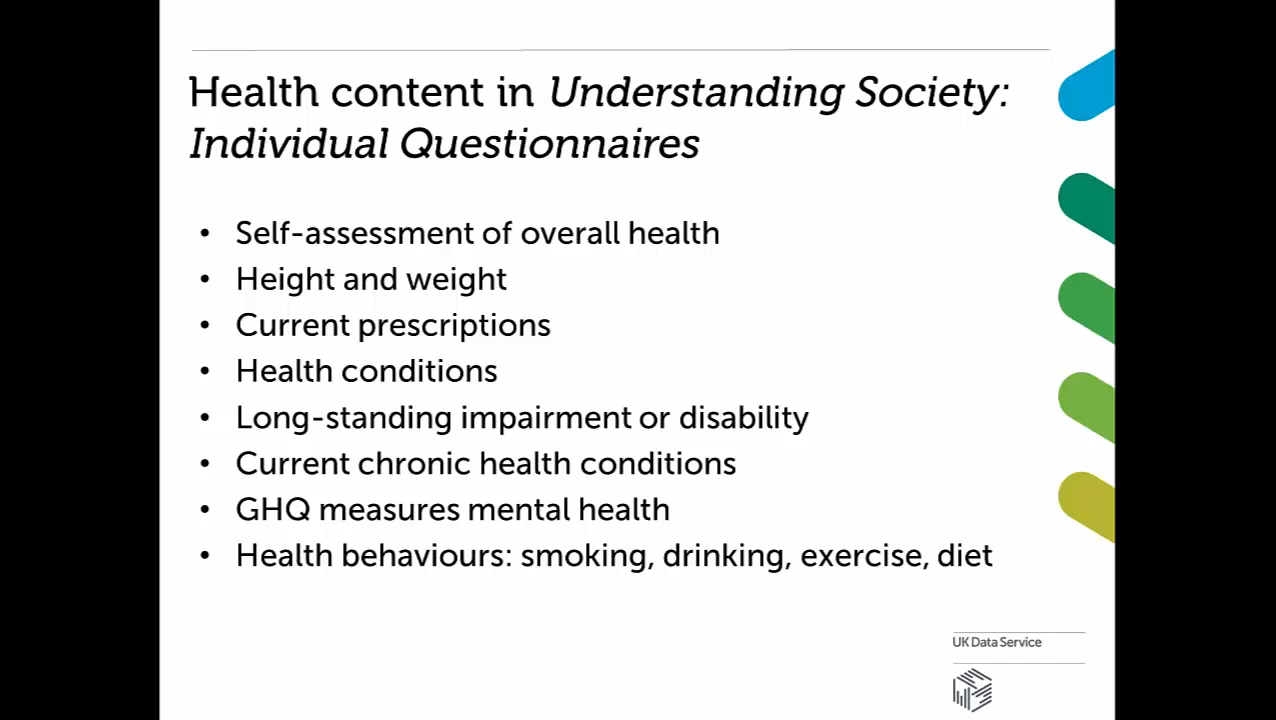 Health content in Understanding Society:
Individual Questionnaires
• Self-assessment of overall health
• Height and weight
• Current prescriptions
• Health conditions
• Long-standing impairment or disability
• Current chronic health conditions
• GHQ measures mental health
• Health behaviours: smoking, drinking, exercise, diet
UK Data Service